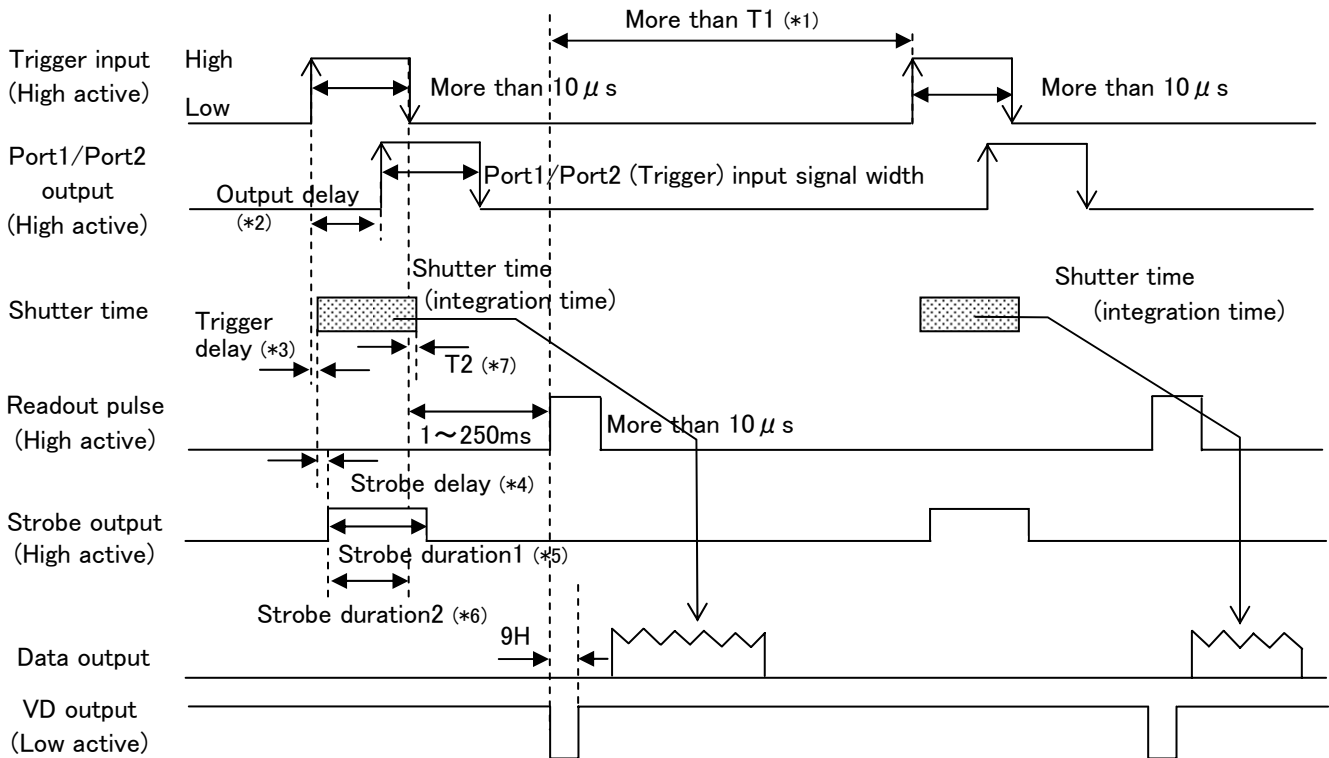 More than T1 (*1)
Trigger input
(High active)
High
Low
More than 10μs
More than 10μs
Port1/Port2
output
(High active)
Output delay
(*2)
Port1/Port2 (Trigger) input signal width
Shutter time
Shutter time
(integration time)
Shutter time
(integration time)
Trigger
delay (*3)
T2 (*7)
Readout pulse
(High active)
1~250ms
More than 10μs
Strobe delay (*4)
Strobe output
(High active)
Strobe duration1 (*5)
Strobe duration2 (*6)
9H
Data output
VD output
(Low active)